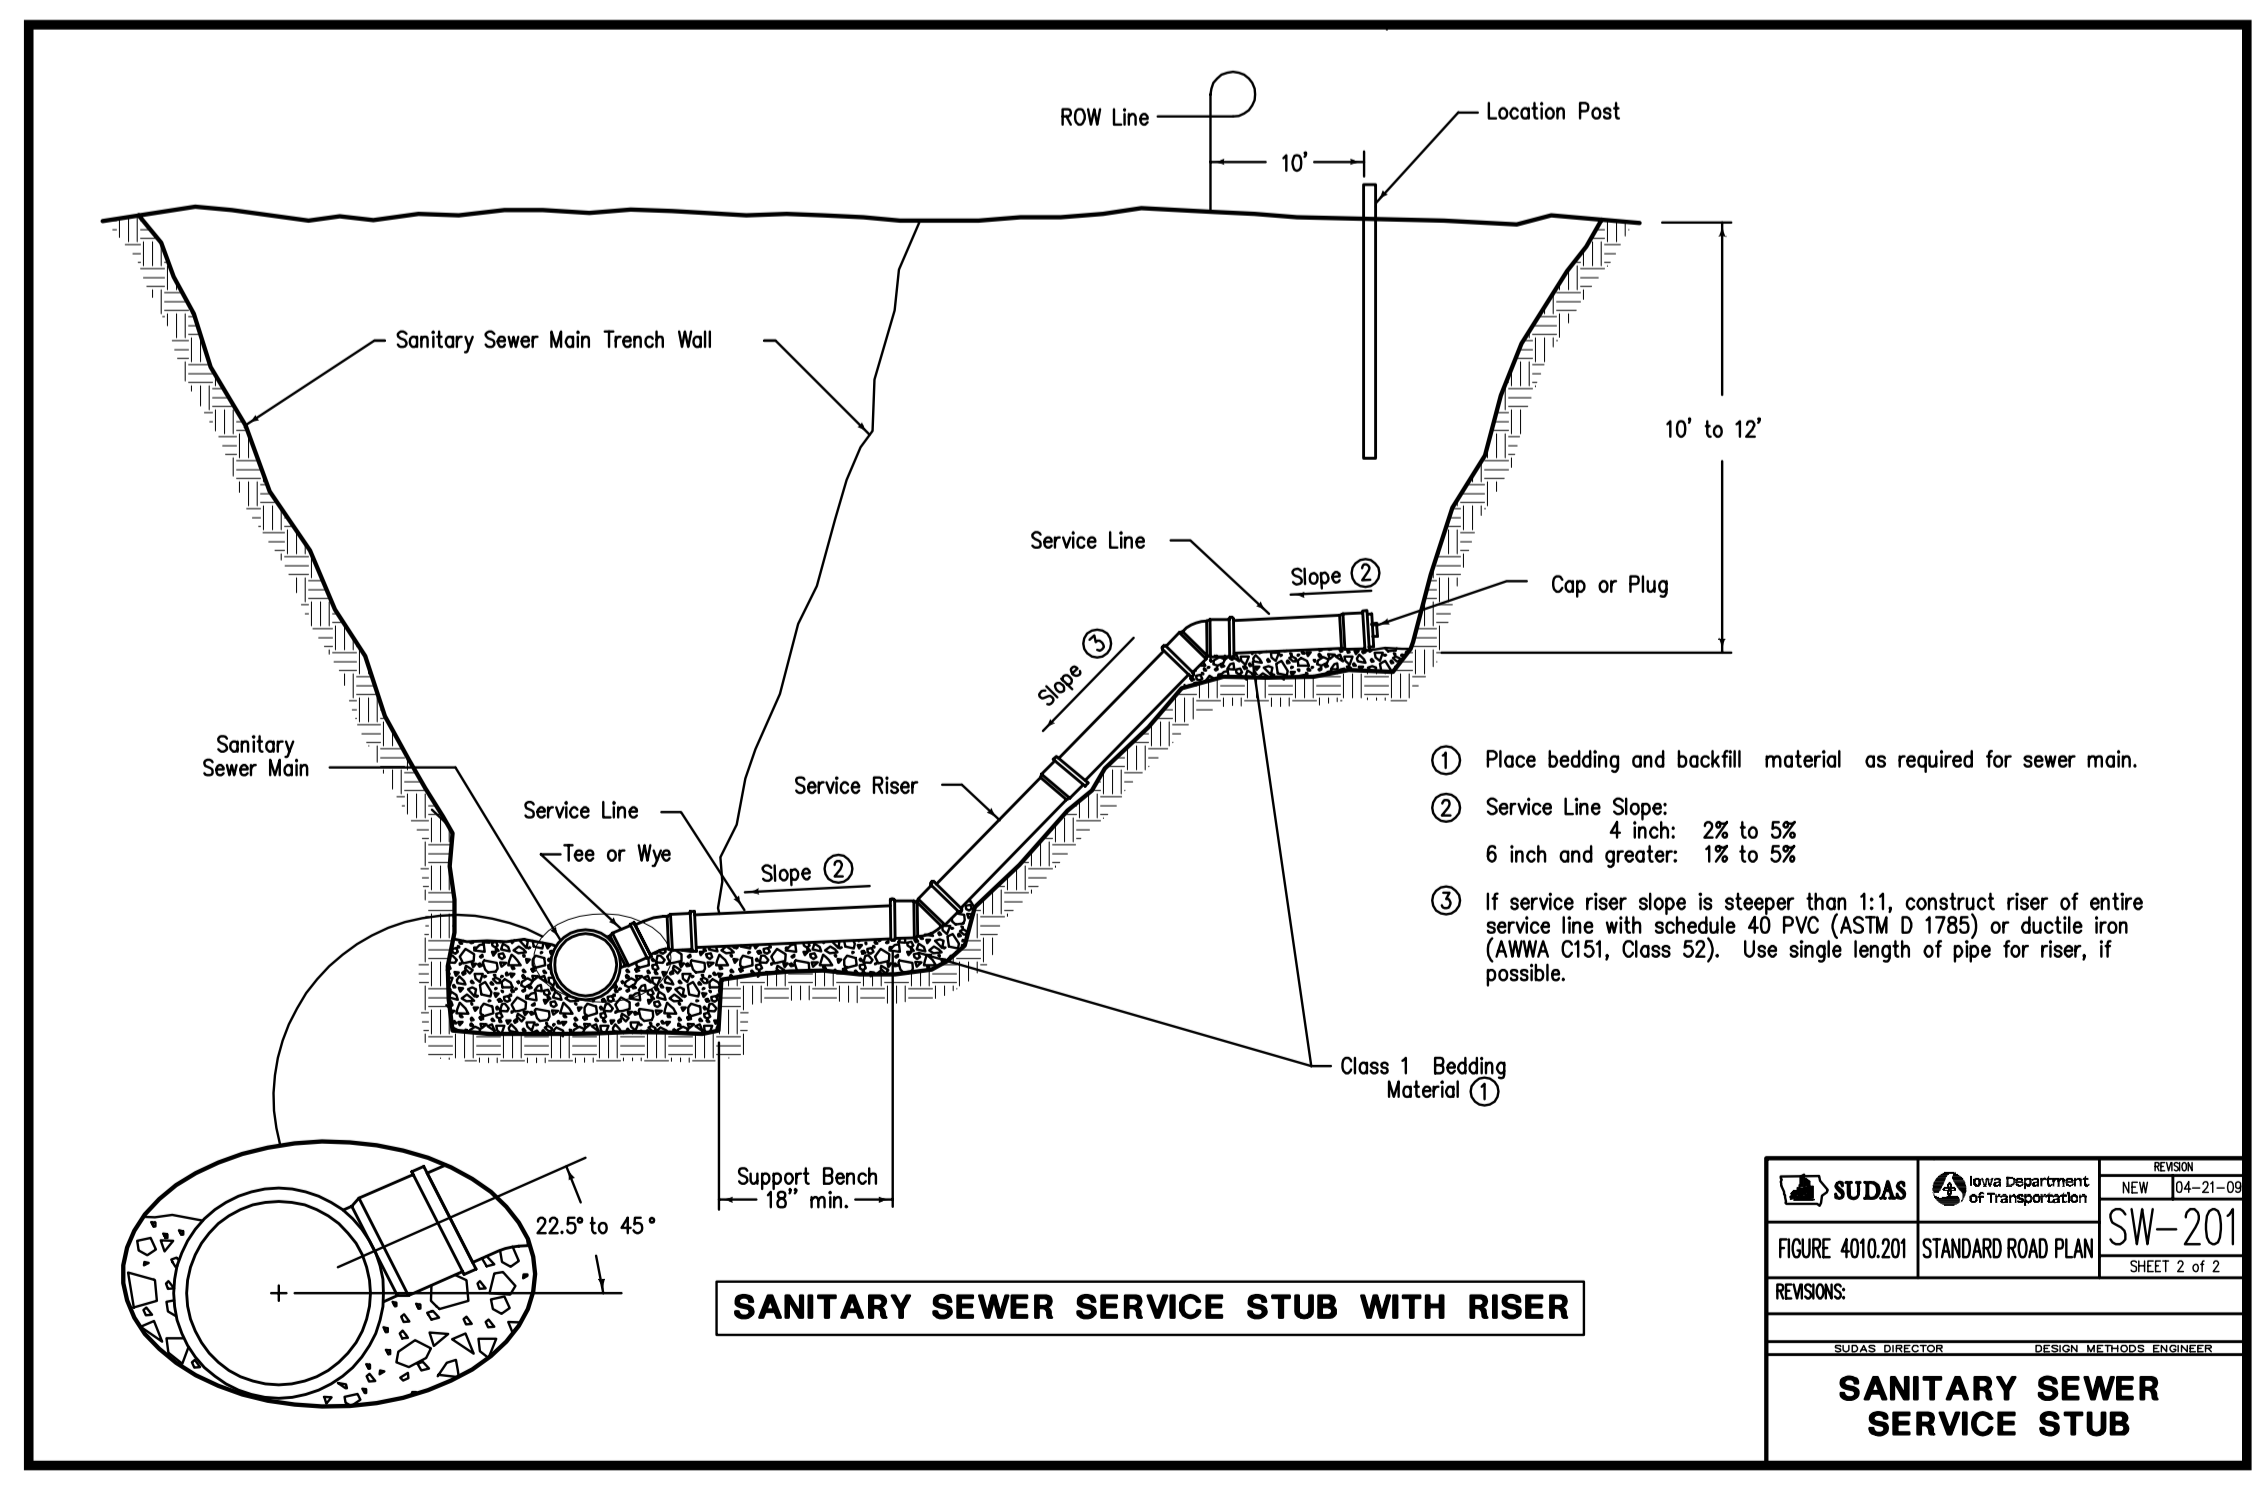 ROW Line
Location Post
10'
Sanitary Sewer Main Trench Wall
10' to 12'
Service Line
Slope 2
Cap or Plug
Slope 3
Sanitary
Sewer Main
Service Riser
Service Line
Tee or Wye
Slope 2
1 Place bedding and backfill material as required for sewer main.
2 Service Line Slope:
4 inch: 2% to 5%
6 inch and greater: 1% to 5%
3 If service riser slope is steeper than 1:1, construct riser of entire
service line with schedule 40 PVC (ASTM D 1785) or ductile iron
(AWWA C151, Class 52). Use single length of pipe for riser, if
possible.
Class 1 Bedding
Material 1
Support Bench
18" min.
22.5° to 45°
SANITARY SEWER SERVICE STUB WITH RISER
SUDAS
Iowa Department
of Transportation
REVISION
NEW 04-21-09
FIGURE 4010.201
STANDARD ROAD PLAN
SW-201
SHEET 2 of 2
REVISIONS:
SUDAS DIRECTOR
DESIGN METHODS ENGINEER
SANITARY SEWER
SERVICE STUB